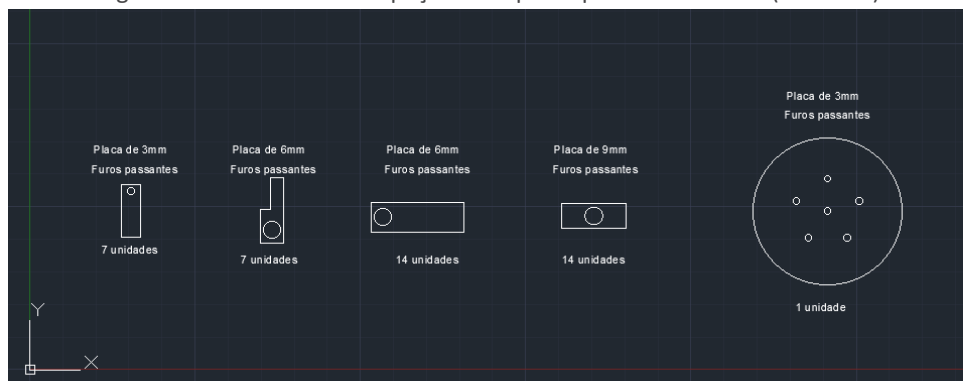 Placa de 3mm
Furos passantes
7 unidades
Placa de 6mm
Furos passantes
7 unidades
Placa de 6mm
Furos passantes
14 unidades
Placa de 9mm
Furos passantes
14 unidades
Placa de 3mm
Furos passantes
1 unidade
Y
X